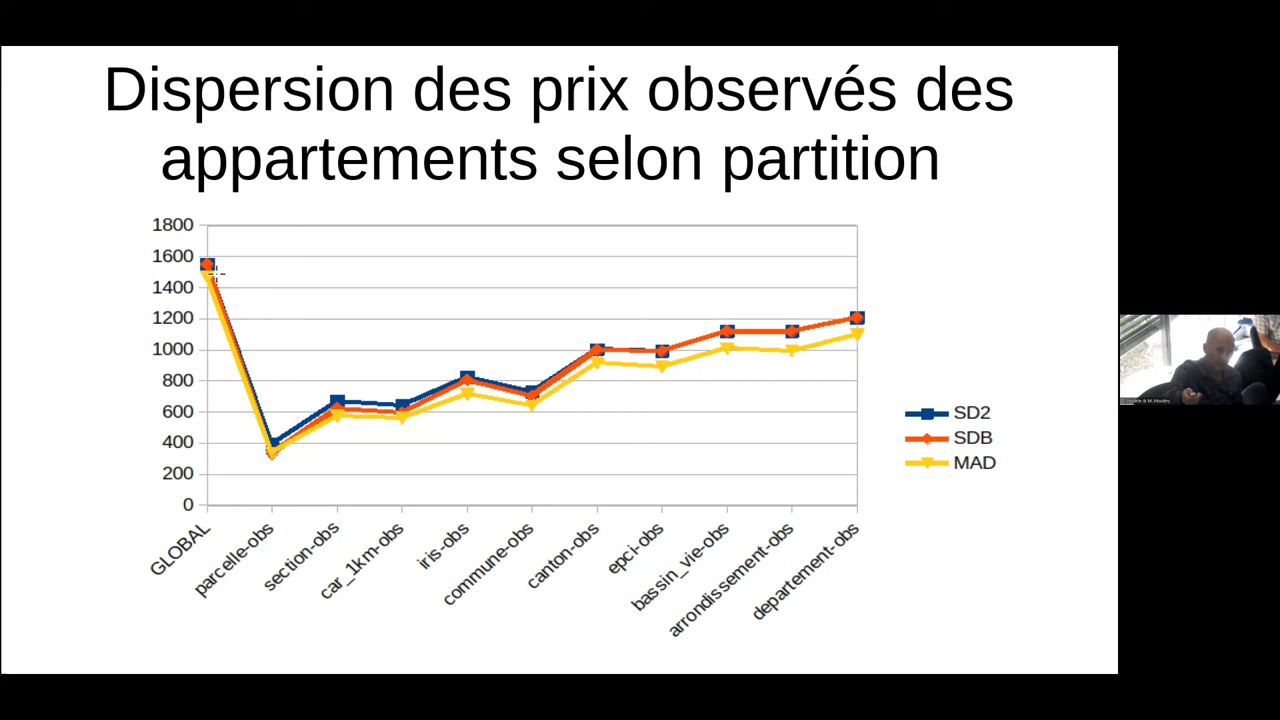 Dispersion des prix observés des
appartements selon partition
1800
1600
1400
1200
1000
800
600
400
200
0
GLOBAL
parcelle-obs
section-obs
car_1km-obs
iris-obs
commune-obs
canton-obs
epci-obs
bassin_vie-obs
arrondissement-obs
departement-obs
SD2
SDB
MAD